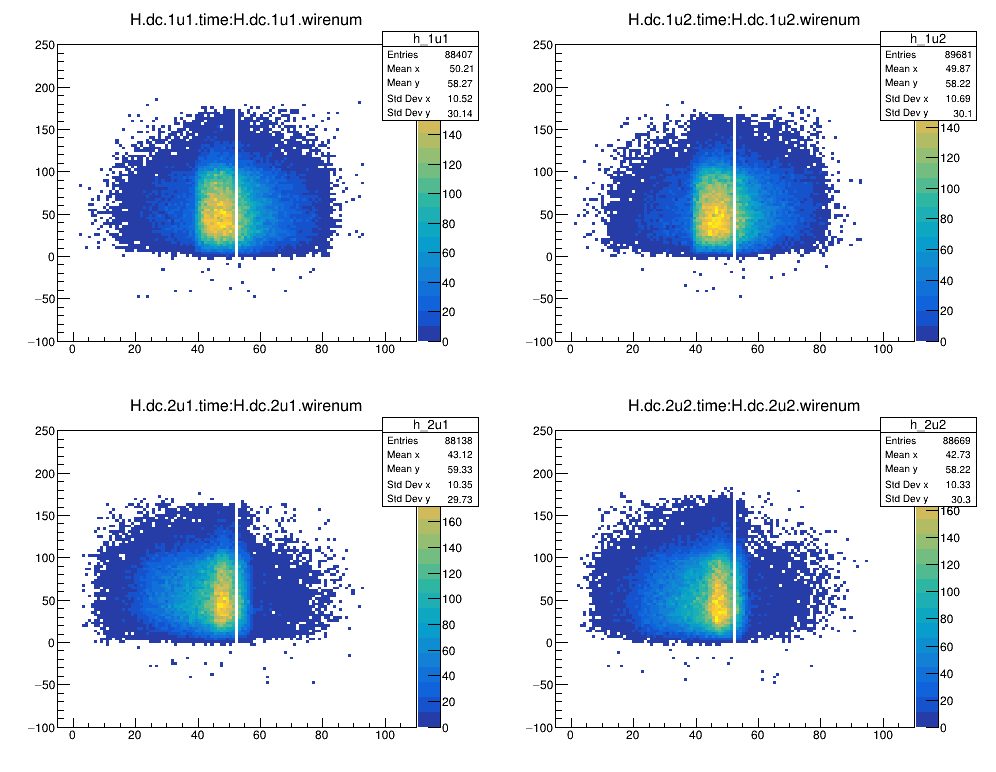 H.dc.1u1.time:H.dc.1u1.wirenum
h_1u1
Entries 88407
Mean x 50.21
Mean y 58.27
Std Dev x 10.52
Std Dev y 30.14
250
200
150
100
50
0
−50
−100
0 20 40 60 80 100
140
120
100
80
60
40
20
0
H.dc.1u2.time:H.dc.1u2.wirenum
h_1u2
Entries 89681
Mean x 49.87
Mean y 58.22
Std Dev x 10.69
Std Dev y 30.1
250
200
150
100
50
0
−50
−100
0 20 40 60 80 100
140
120
100
80
60
40
20
0
H.dc.2u1.time:H.dc.2u1.wirenum
h_2u1
Entries 88138
Mean x 43.12
Mean y 59.33
Std Dev x 10.35
Std Dev y 29.73
250
200
150
100
50
0
−50
−100
0 20 40 60 80 100
160
140
120
100
80
60
40
20
0
H.dc.2u2.time:H.dc.2u2.wirenum
h_2u2
Entries 88669
Mean x 42.73
Mean y 58.22
Std Dev x 10.33
Std Dev y 30.3
250
200
150
100
50
0
−50
−100
0 20 40 60 80 100
160
140
120
100
80
60
40
20
0